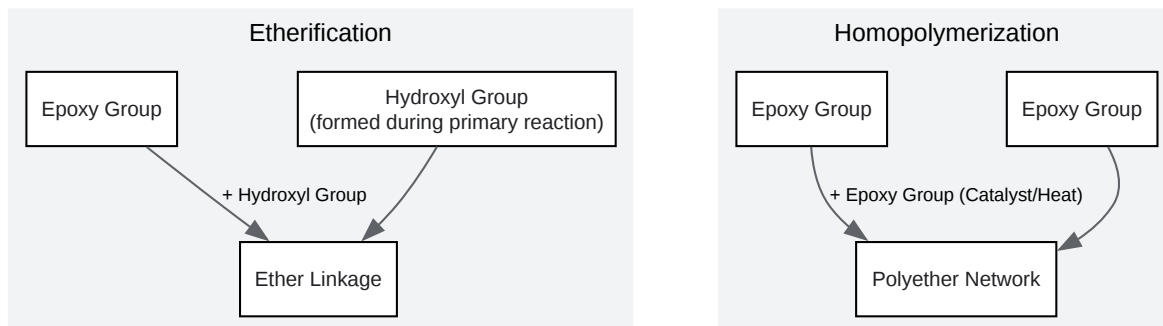 Etherification
Epoxy Group
Hydroxyl Group
(formed during primary reaction)
+ Hydroxyl Group
Ether Linkage
Homopolymerization
Epoxy Group
Epoxy Group
+ Epoxy Group (Catalyst/Heat)
Polyether Network